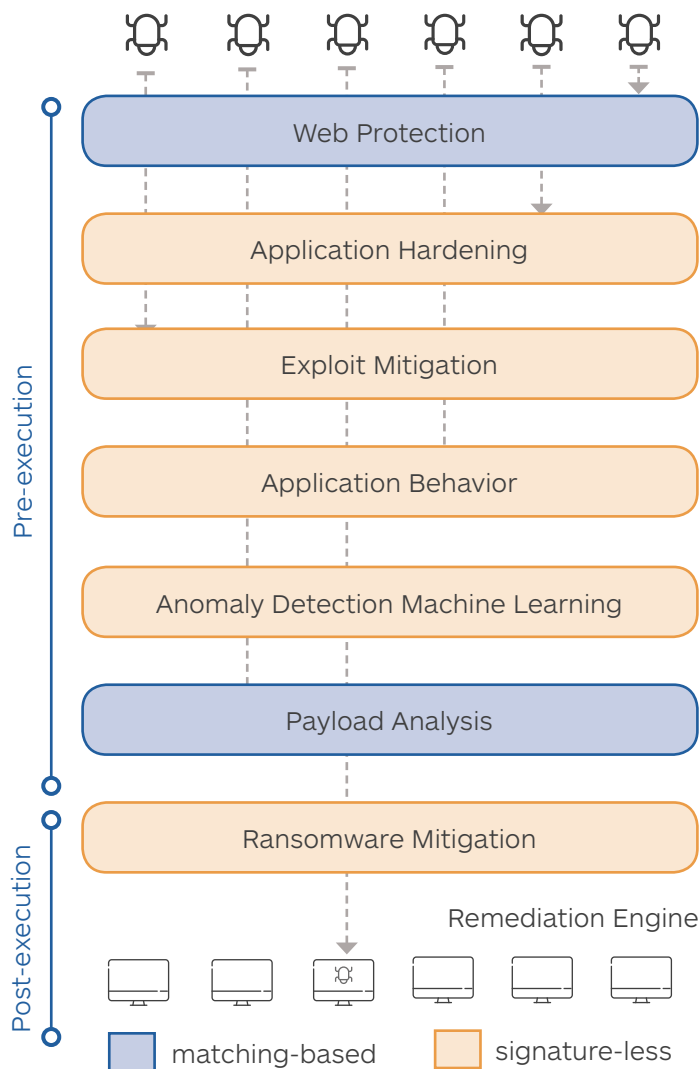 Web Protection
Application Hardening
Exploit Mitigation
Application Behavior
Anomaly Detection Machine Learning
Payload Analysis
Pre-execution
Ransomware Mitigation
Remediation Engine
Post-execution
matching-based
signature-less